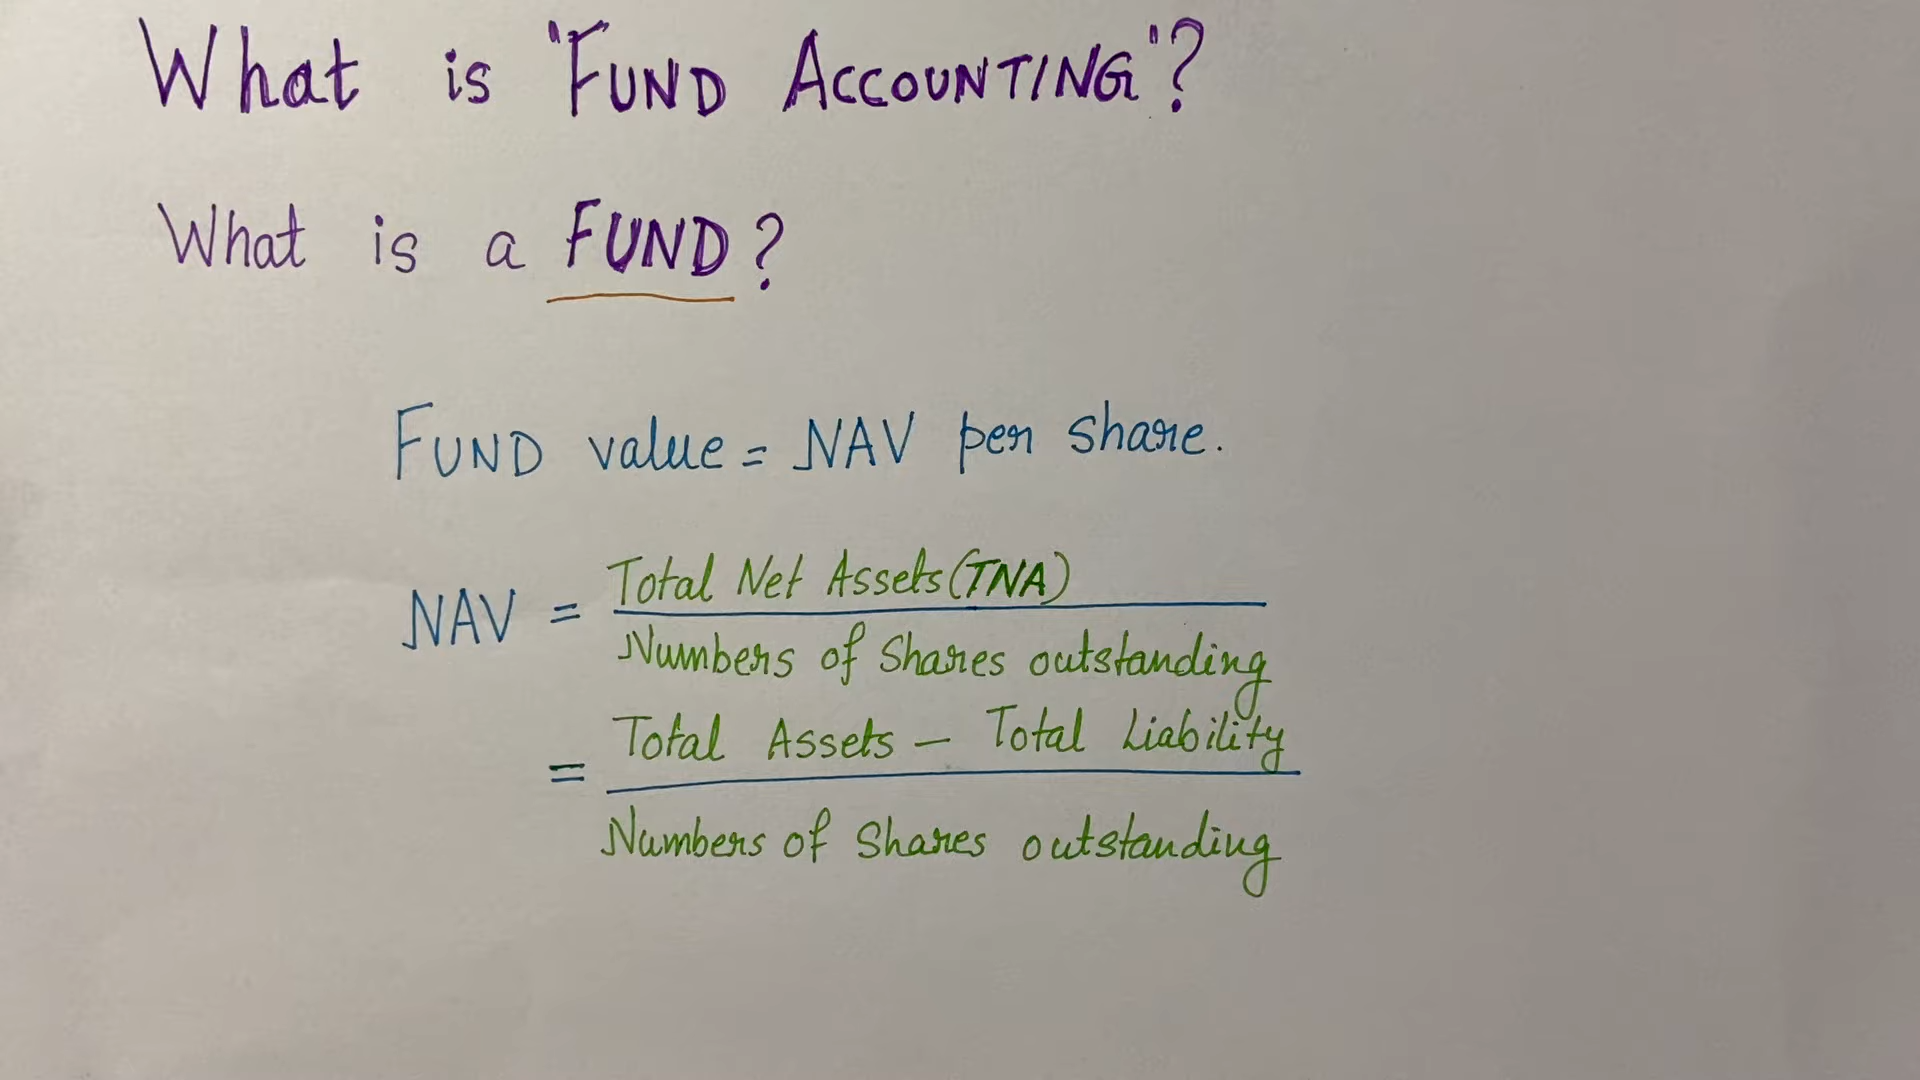 What is 'FUND ACCOUNTING'?
What is a FUND?
FUND value = NAV per share.
NAV = Total Net Assets (TNA)
Numbers of Shares outstanding
= Total Assets - Total Liability
Numbers of Shares outstanding